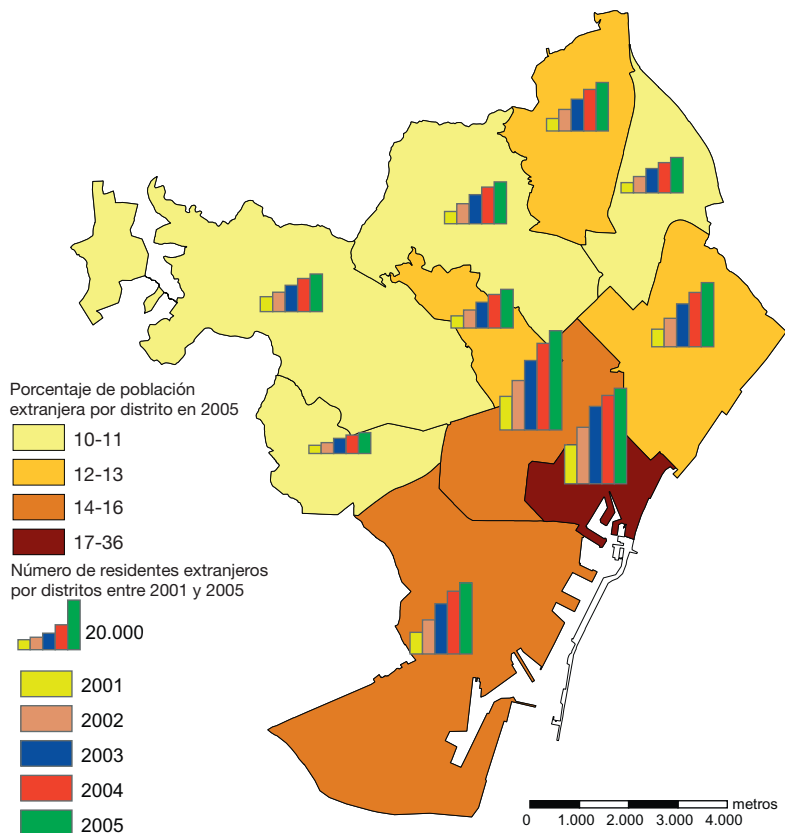 Porcentaje de población
extranjera por distrito en 2005
10-11
12-13
14-16
17-36
Número de residentes extranjeros
por distritos entre 2001 y 2005
20.000
2001
2002
2003
2004
2005
metros
0 1.000 2.000 3.000 4.000